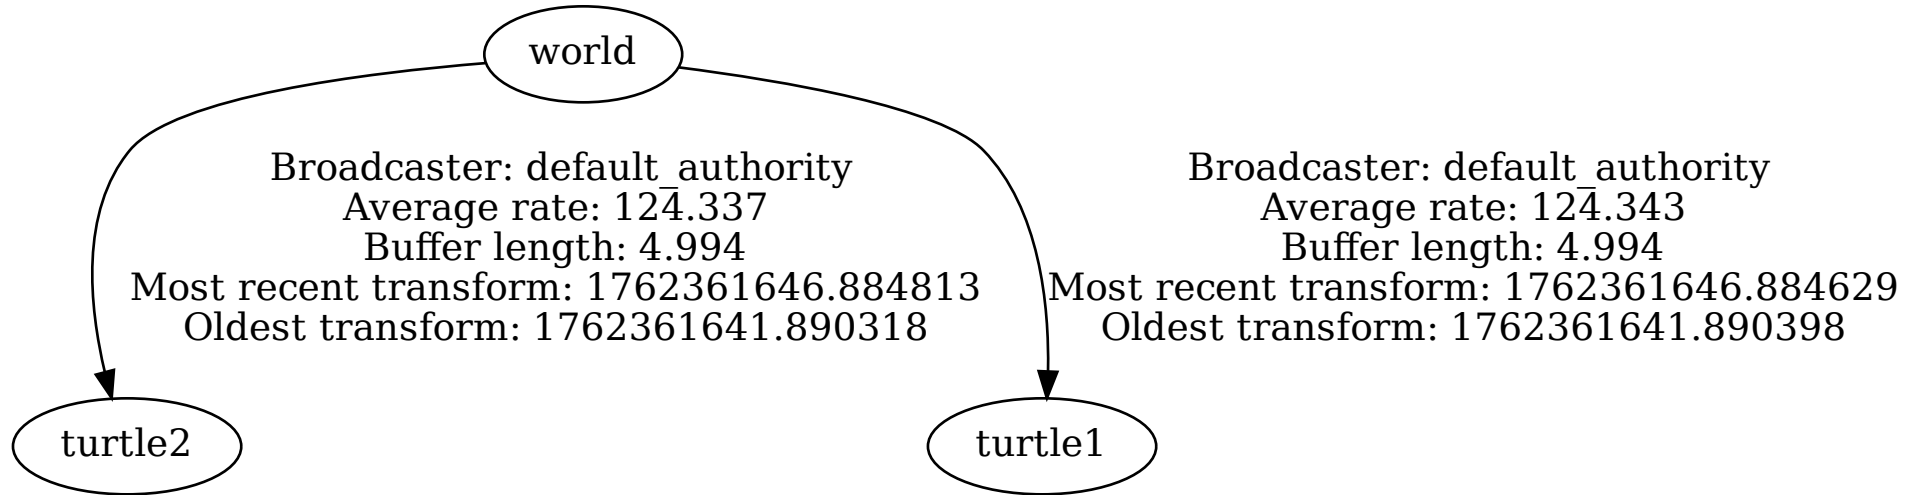 world
Broadcaster: default_authority
Average rate: 124.337
Buffer length: 4.994
Most recent transform: 1762361646.884813
Oldest transform: 1762361641.890318
Broadcaster: default_authority
Average rate: 124.343
Buffer length: 4.994
Most recent transform: 1762361646.884629
Oldest transform: 1762361641.890398
turtle2
turtle1